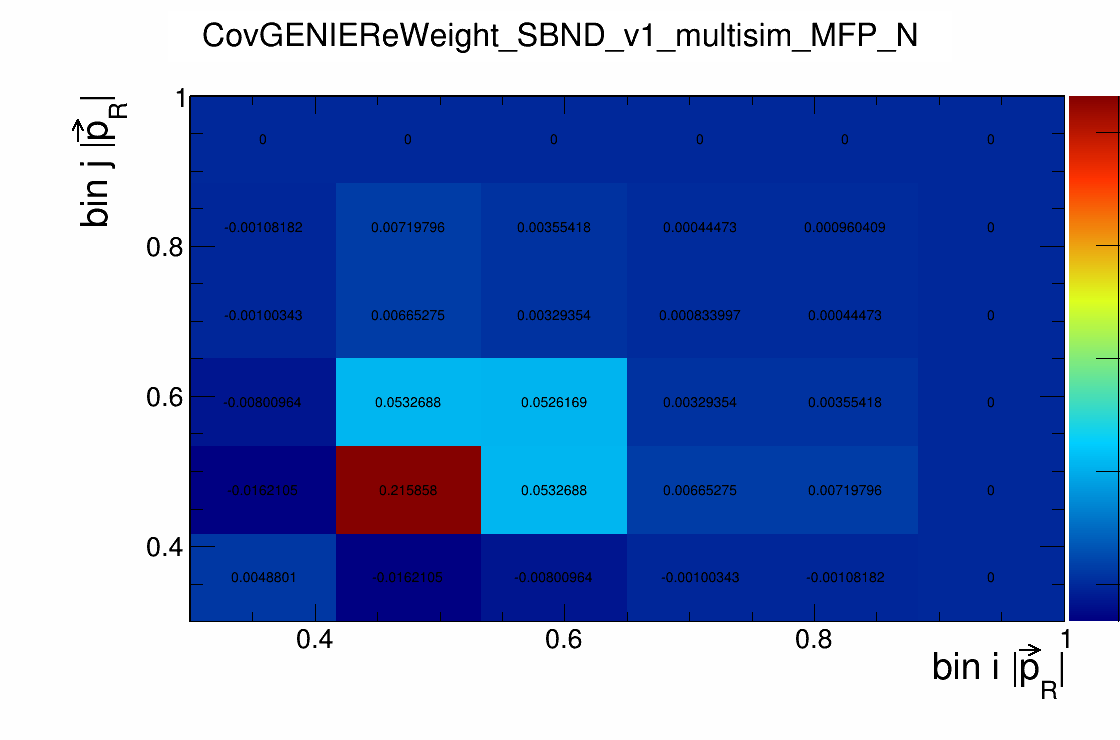 CovGENIEReWeight_SBND_v1_multisim_MFP_N
bin j |p⃗_R|
1
0 0 0 0 0 0
-0.00108182 0.00719796 0.00355418 0.00044473 0.000960409 0
0.8
-0.00100343 0.00665275 0.00329354 0.000833997 0.00044473 0
0.6
-0.00800964 0.0532688 0.0526169 0.00329354 0.00355418 0
-0.0162105 0.215858 0.0532688 0.00665275 0.00719796 0
0.4
0.0048801 -0.0162105 -0.00800964 -0.00100343 -0.00108182 0
0.4 0.6 0.8 1
bin i |p⃗_R|